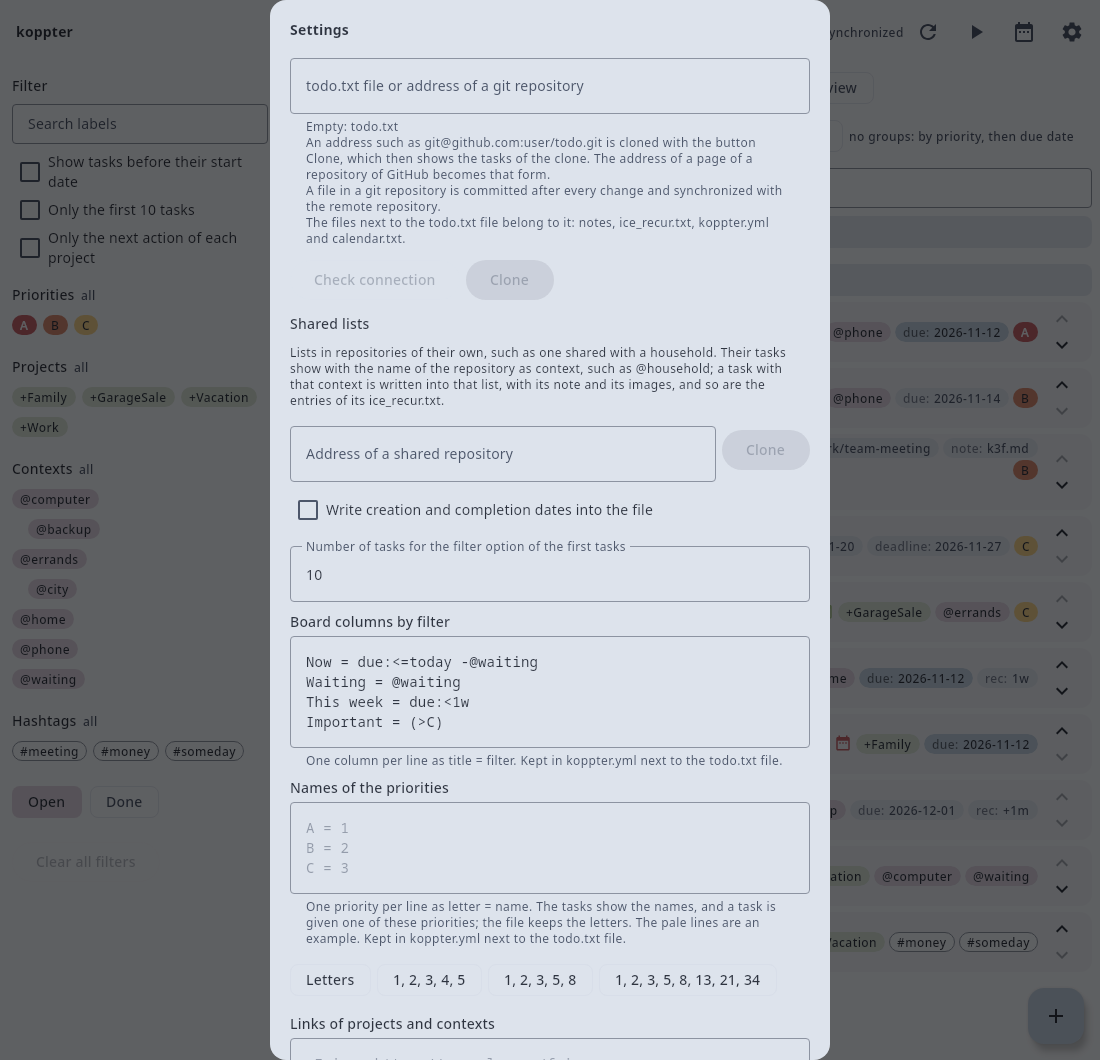 koppter
Filter
Search labels
Show tasks before their start
date
Only the first 10 tasks
Only the next action of each
project
Priorities all
A B C
Projects all
+Family +GarageSale +Vacation
+Work
Contexts all
@computer
@backup
@errands
@city
@home
@phone
@waiting
Hashtags all
#meeting #money #someday
Open Done
Clear all filters
Settings
todo.txt file or address of a git repository
Empty: todo.txt
An address such as git@github.com:user/todo.git is cloned with the button
Clone, which then shows the tasks of the clone. The address of a page of a
repository of GitHub becomes that form.
A file in a git repository is committed after every change and synchronized with
the remote repository.
The files next to the todo.txt file belong to it: notes, ice_recur.txt, koppter.yml
and calendar.txt.
Check connection Clone
Shared lists
Lists in repositories of their own, such as one shared with a household. Their tasks
show with the name of the repository as context, such as @household; a task with
that context is written into that list, with its note and its images, and so are the
entries of its ice_recur.txt.
Address of a shared repository Clone
Write creation and completion dates into the file
Number of tasks for the filter option of the first tasks
10
Board columns by filter
Now = due:<=today -@waiting
Waiting = @waiting
This week = due:<1w
Important = (>C)
One column per line as title = filter. Kept in koppter.yml next to the todo.txt file.
Names of the priorities
A = 1
B = 2
C = 3
One priority per line as letter = name. The tasks show the names, and a task is
given one of these priorities; the file keeps the letters. The pale lines are an
example. Kept in koppter.yml next to the todo.txt file.
Letters 1, 2, 3, 4, 5 1, 2, 3, 5, 8 1, 2, 3, 5, 8, 13, 21, 34
Links of projects and contexts
ynchronized
view
no groups: by priority, then due date
@phone due: 2026-11-12 A
@phone due: 2026-11-14 B
k/team-meeting note: k3f.md
B
1-20 deadline: 2026-11-27 C
+GarageSale @errands C
me due: 2026-11-12 rec: 1w
+Family due: 2026-11-12
p due: 2026-12-01 rec: +1m
ation @computer @waiting
acation #money #someday
+